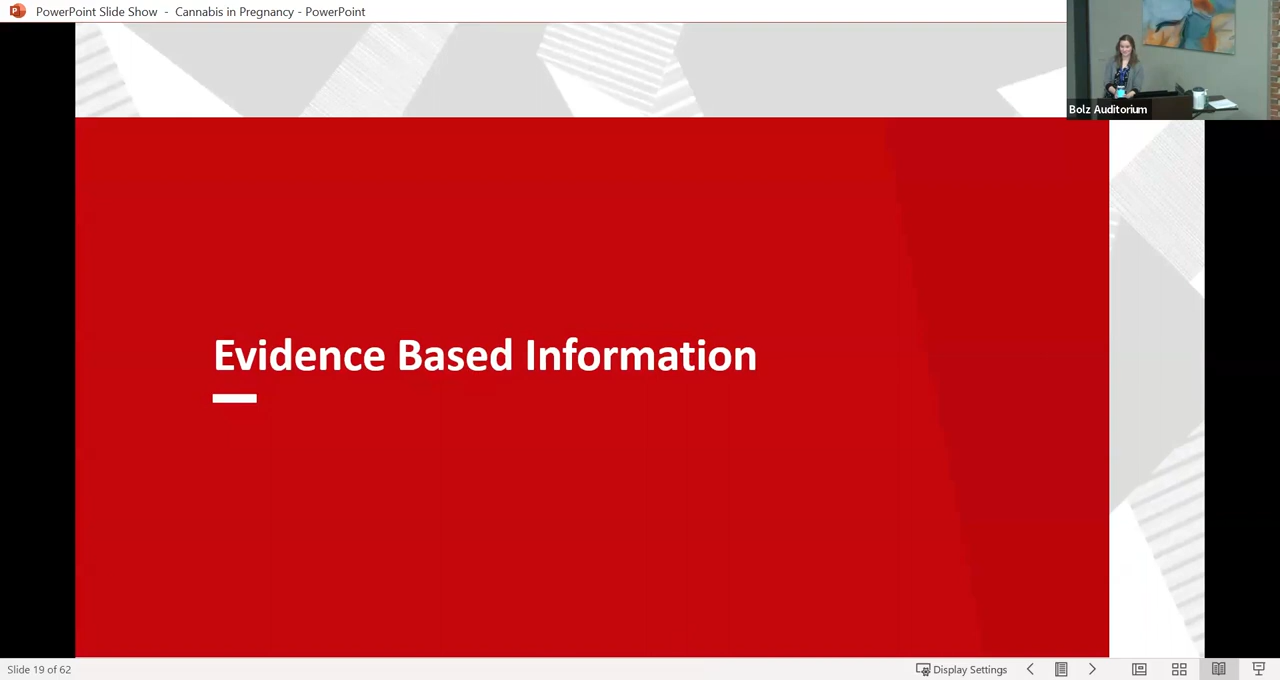 PowerPoint Slide Show - Cannabis in Pregnancy - PowerPoint
Bolz Auditorium
Evidence Based Information
Slide 19 of 62
Display Settings